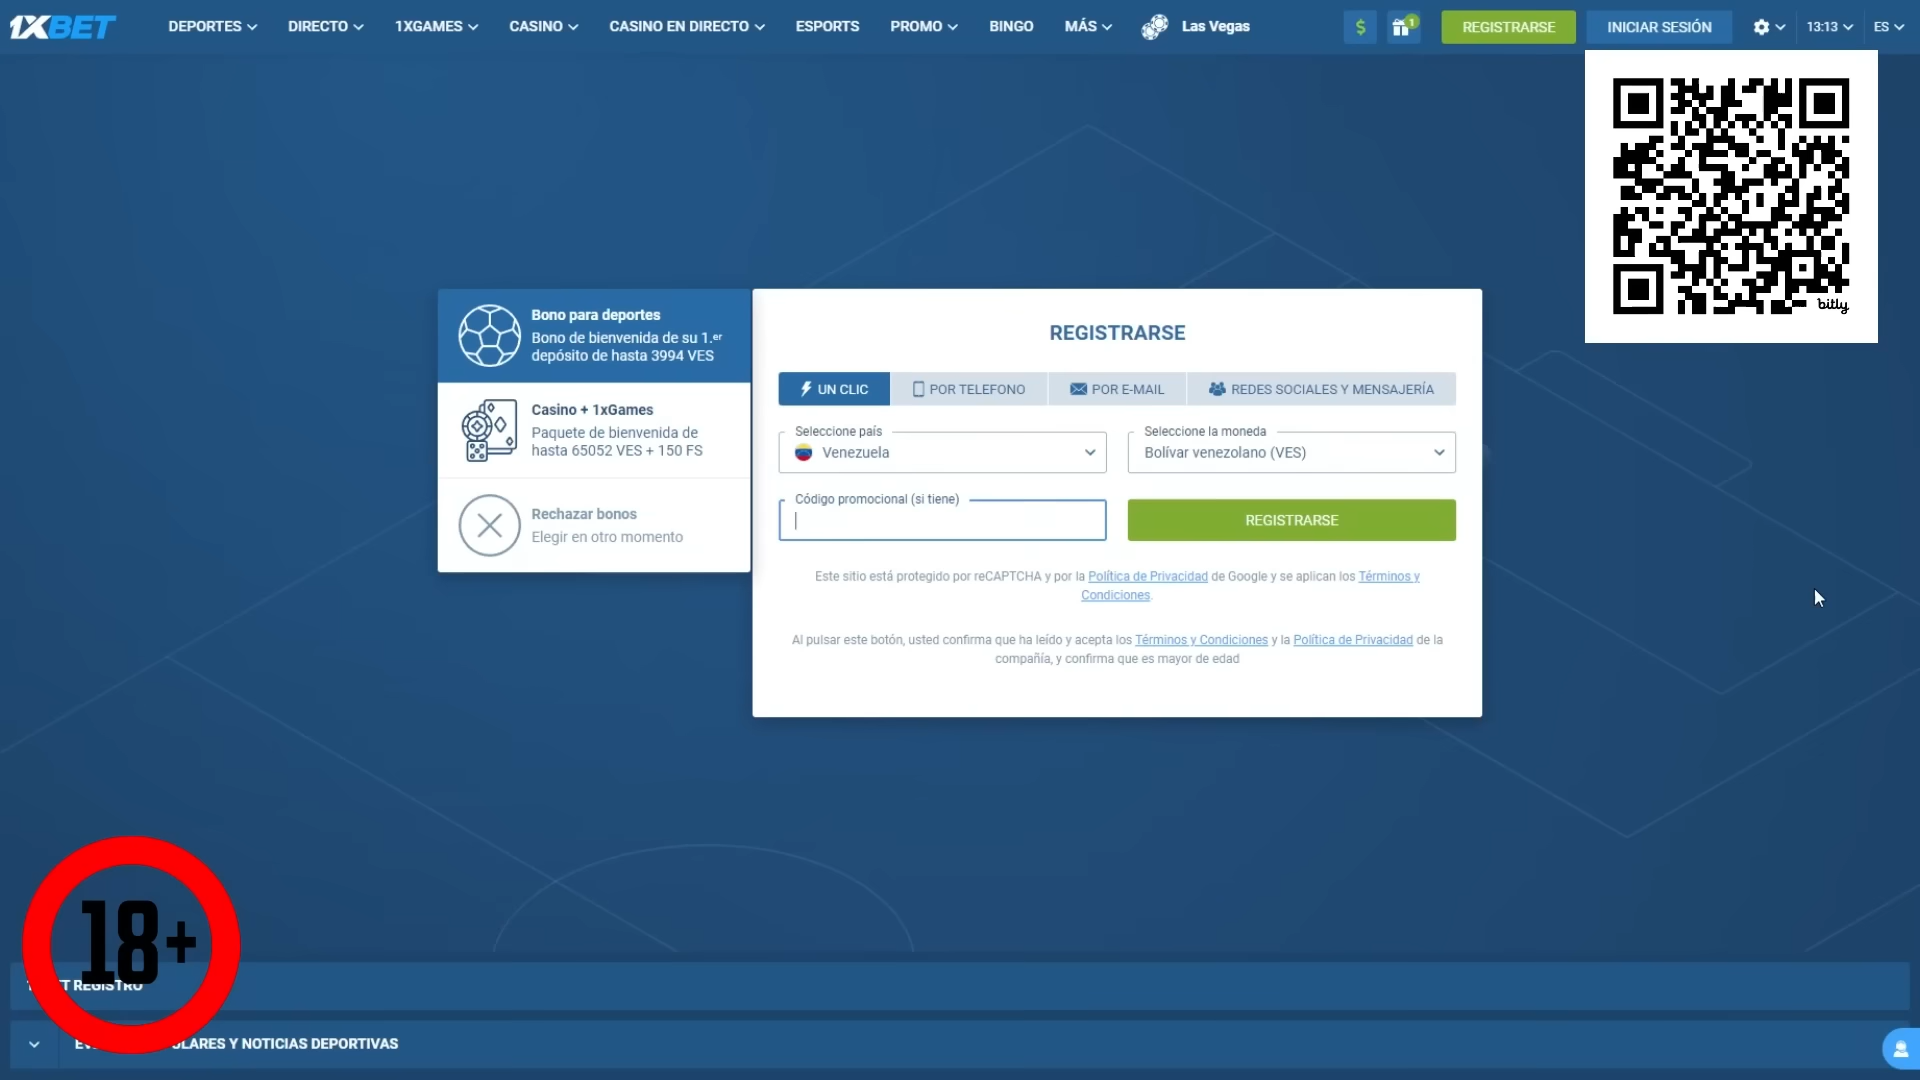 1XBET
DEPORTES
DIRECTO
1XGAMES
CASINO
CASINO EN DIRECTO
ESPORTS
PROMO
BINGO
MÁS
Las Vegas
$
1
REGISTRARSE
INICIAR SESIÓN
13:13
ES
bitly
Bono para deportes
Bono de bienvenida de su 1.er
depósito de hasta 3994 VES
Casino + 1xGames
Paquete de bienvenida de
hasta 65052 VES + 150 FS
Rechazar bonos
Elegir en otro momento
REGISTRARSE
UN CLIC
POR TELEFONO
POR E-MAIL
REDES SOCIALES Y MENSAJERÍA
Seleccione país
Venezuela
Seleccione la moneda
Bolívar venezolano (VES)
Código promocional (si tiene)
REGISTRARSE
Este sitio está protegido por reCAPTCHA y por la Política de Privacidad de Google y se aplican los Términos y
Condiciones.
Al pulsar este botón, usted confirma que ha leído y acepta los Términos y Condiciones y la Política de Privacidad de la
compañía, y confirma que es mayor de edad
18+
REGISTRO
Y NOTICIAS DEPORTIVAS